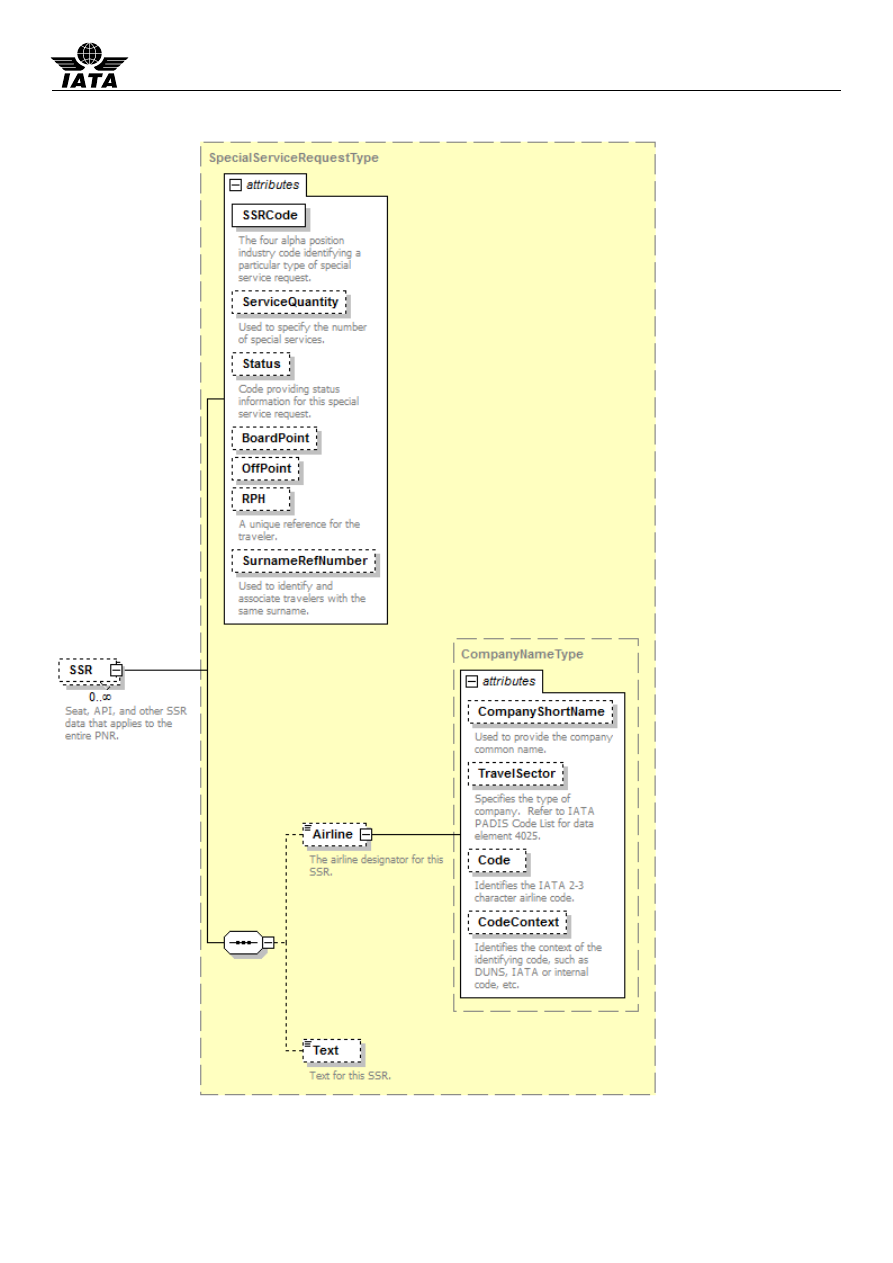 IATA
SpecialServiceRequestType
attributes
SSRCode
The four alpha position
industry code identifying a
particular type of special
service request.
ServiceQuantity
Used to specify the number
of special services.
Status
Code providing status
information for this special
service request.
BoardPoint
OffPoint
RPH
A unique reference for the
traveler.
SurnameRefNumber
Used to identify and
associate travelers with the
same surname.
SSR
0..∞
Seat, API, and other SSR
data that applies to the
entire PNR.
CompanyNameType
attributes
CompanyShortName
Used to provide the company
common name.
TravelSector
Specifies the type of
company.  Refer to IATA
PADIS Code List for data
element 4025.
Code
Identifies the IATA 2-3
character airline code.
CodeContext
Identifies the context of the
identifying code, such as
DUNS, IATA or internal
code, etc.
Airline
The airline designator for this
SSR.
Text
Text for this SSR.